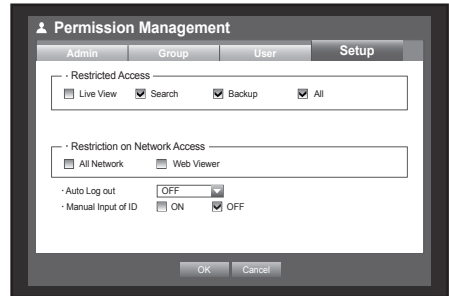 Permission Management
Admin Group User Setup
· Restricted Access
Live View Search Backup All
· Restriction on Network Access
All Network Web Viewer
· Auto Log out OFF
· Manual Input of ID ON OFF
OK Cancel